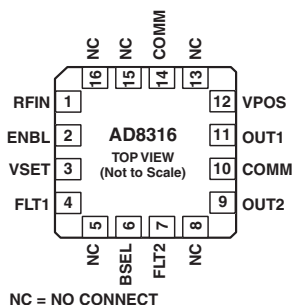 NC
NC
COMM
NC
16
15
14
13
RFIN 1
12 VPOS
ENBL 2
11 OUT1
VSET 3
10 COMM
FLT1 4
9 OUT2
AD8316
TOP VIEW
(Not to Scale)
5
6
7
8
NC
BSEL
FLT2
NC
NC = NO CONNECT